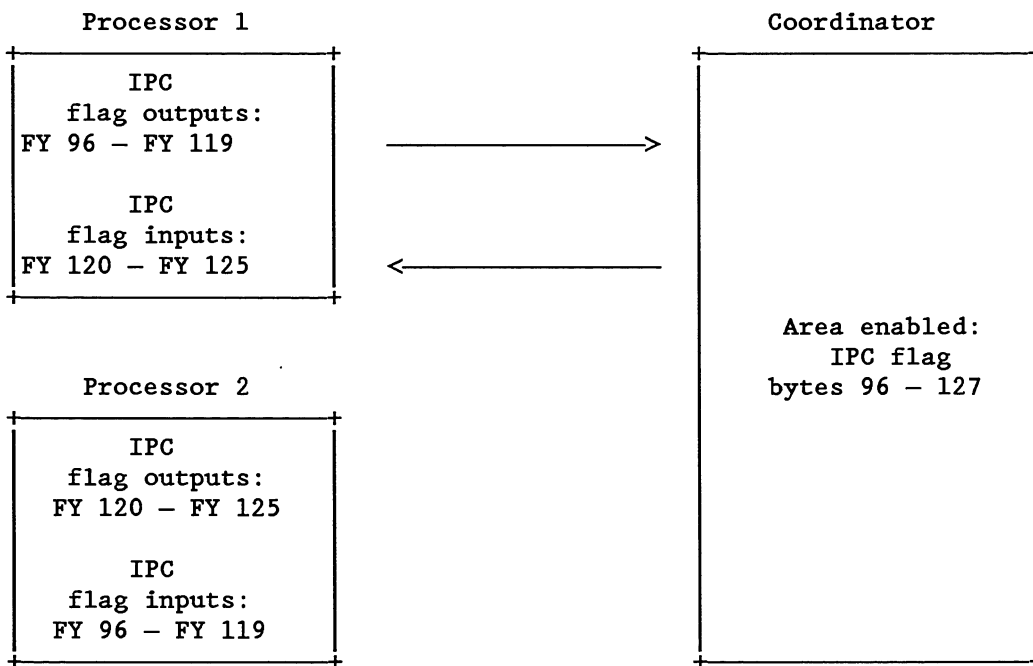 Processor 1
IPC
flag outputs:
FY 96 – FY 119
IPC
flag inputs:
FY 120 – FY 125
Processor 2
IPC
flag outputs:
FY 120 – FY 125
IPC
flag inputs:
FY 96 – FY 119
Coordinator
Area enabled:
IPC flag
bytes 96 – 127